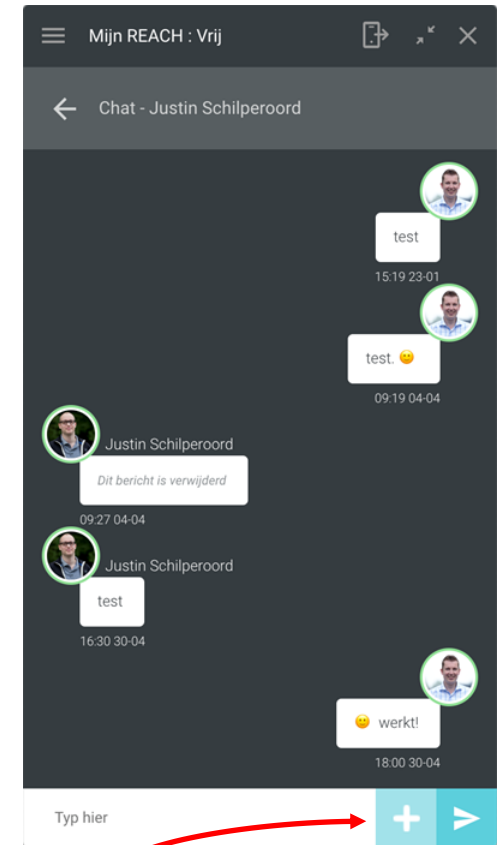 Mijn REACH : Vrij
Chat - Justin Schilperoord
test
15:19 23-01
test. 🙂
09:19 04-04
Justin Schilperoord
Dit bericht is verwijderd
09:27 04-04
Justin Schilperoord
test
16:30 30-04
🙂 werkt!
18:00 30-04
Typ hier